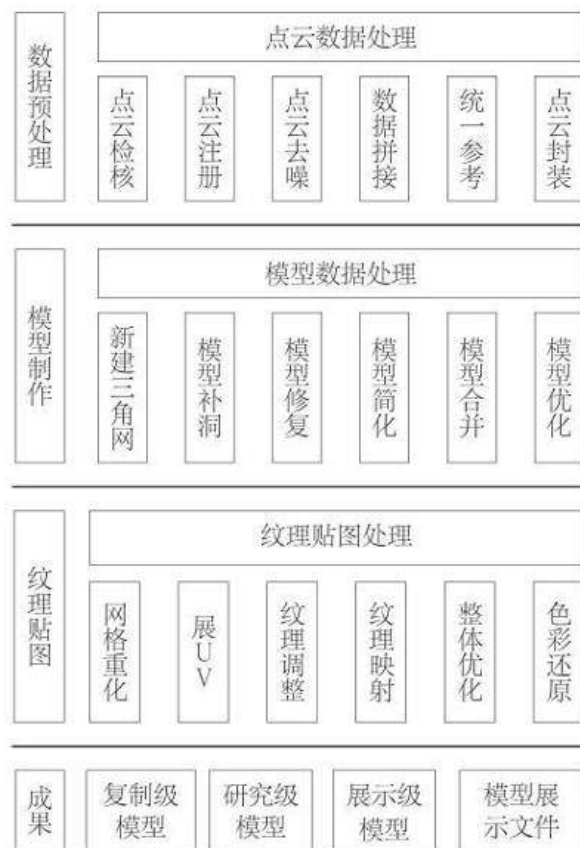 数据预处理
点云数据处理
点云检核
点云注册
点云去噪
数据拼接
统一参考
点云封装
模型制作
模型数据处理
新建三角网
模型补洞
模型修复
模型简化
模型合并
模型优化
纹理贴图
纹理贴图处理
网格重化
展UV
纹理调整
纹理映射
整体优化
色彩还原
成果
复制级
模型
研究级
模型
展示级
模型
模型展
示文件